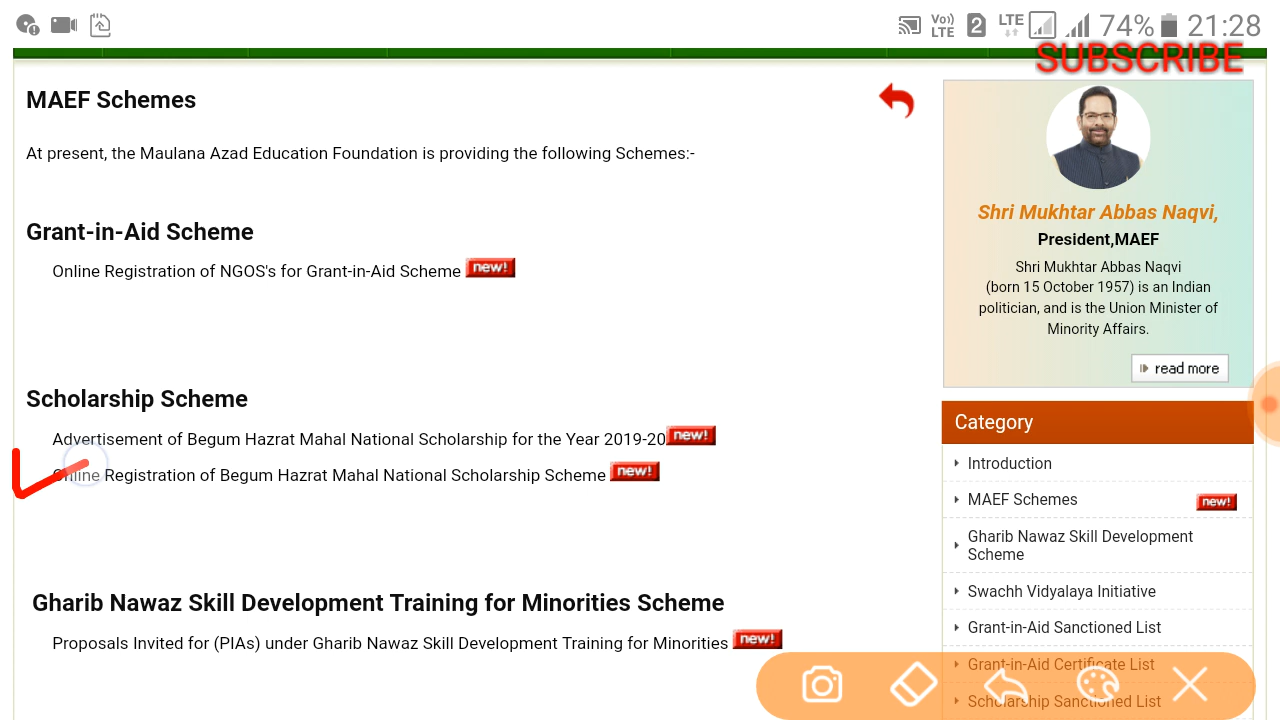 Vo))
LTE
2
LTE
74%
21:28
SUBSCRIBE
MAEF Schemes
At present, the Maulana Azad Education Foundation is providing the following Schemes:-
Grant-in-Aid Scheme
Online Registration of NGOS's for Grant-in-Aid Scheme new!
Scholarship Scheme
Advertisement of Begum Hazrat Mahal National Scholarship for the Year 2019-20 new!
Online Registration of Begum Hazrat Mahal National Scholarship Scheme new!
Gharib Nawaz Skill Development Training for Minorities Scheme
Proposals Invited for (PIAs) under Gharib Nawaz Skill Development Training for Minorities new!
Shri Mukhtar Abbas Naqvi,
President,MAEF
Shri Mukhtar Abbas Naqvi
(born 15 October 1957) is an Indian
politician, and is the Union Minister of
Minority Affairs.
read more
Category
Introduction
MAEF Schemes new!
Gharib Nawaz Skill Development
Scheme
Swachh Vidyalaya Initiative
Grant-in-Aid Sanctioned List
Grant-in-Aid Certificate List
Scholarship Sanctioned List